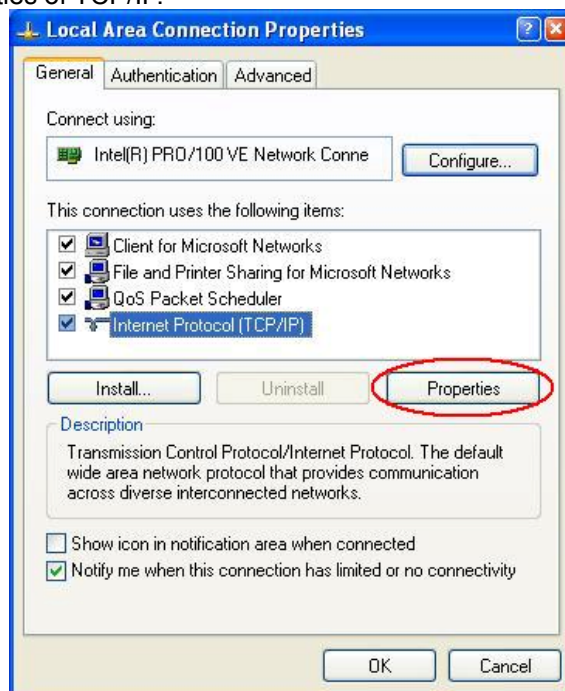 ties of TCP/IP.
Local Area Connection Properties
General Authentication Advanced
Connect using:
Intel(R) PRO/100 VE Network Conne Configure...
This connection uses the following items:
Client for Microsoft Networks
File and Printer Sharing for Microsoft Networks
QoS Packet Scheduler
Internet Protocol (TCP/IP)
Install... Uninstall Properties
Description
Transmission Control Protocol/Internet Protocol. The default
wide area network protocol that provides communication
across diverse interconnected networks.
Show icon in notification area when connected
Notify me when this connection has limited or no connectivity
OK Cancel